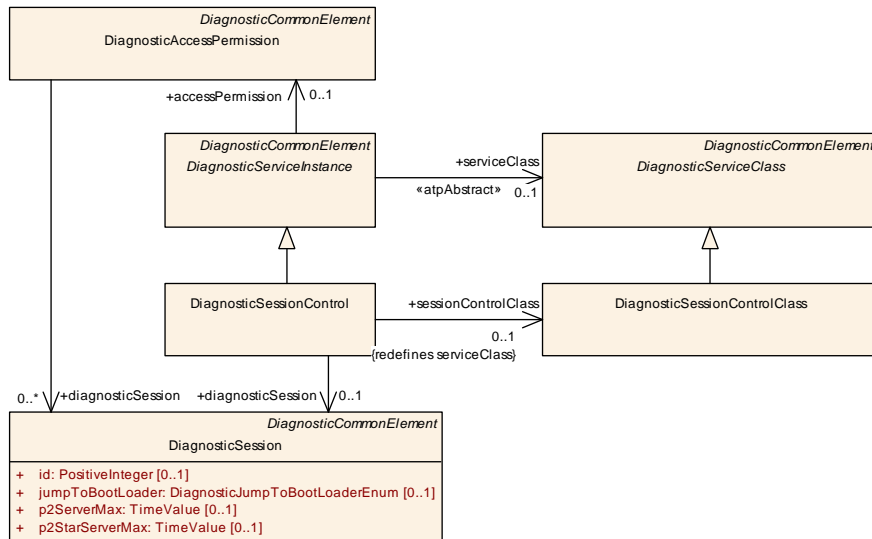 DiagnosticCommonElement
DiagnosticAccessPermission
+accessPermission
0..1
DiagnosticCommonElement
DiagnosticServiceInstance
+serviceClass
«atpAbstract»
0..1
DiagnosticCommonElement
DiagnosticServiceClass
DiagnosticSessionControl
+sessionControlClass
0..1
{redefines serviceClass}
DiagnosticSessionControlClass
0..*
+diagnosticSession
+diagnosticSession
0..1
DiagnosticCommonElement
DiagnosticSession
+ id: PositiveInteger [0..1]
+ jumpToBootLoader: DiagnosticJumpToBootLoaderEnum [0..1]
+ p2ServerMax: TimeValue [0..1]
+ p2StarServerMax: TimeValue [0..1]